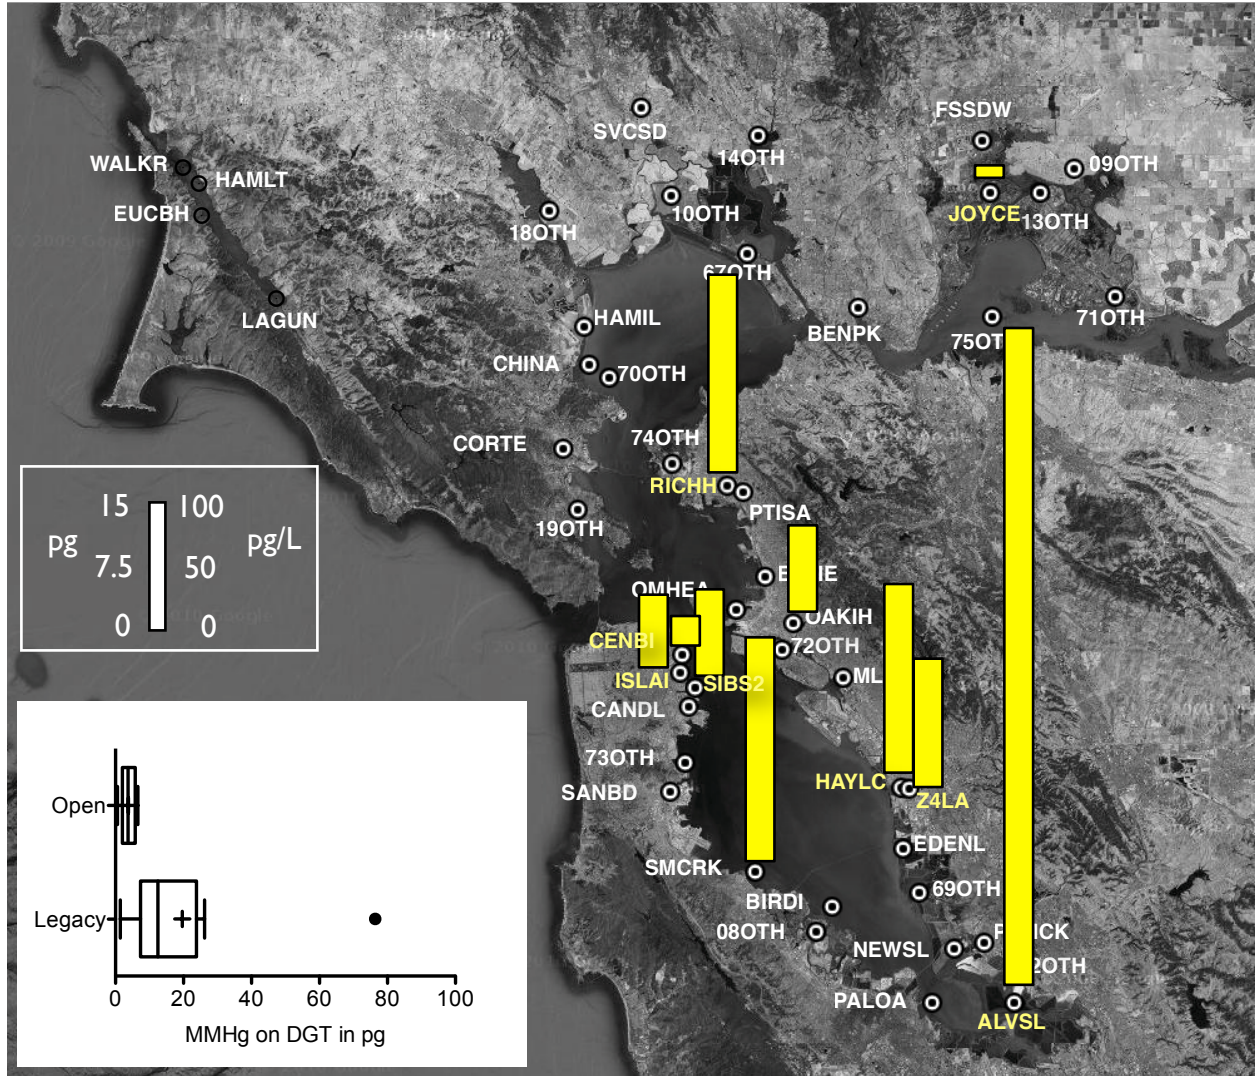 SVCSD
FSSDW
14OTH
WALKR
HAMLT
09OTH
EUCBH
10OTH
JOYCE
13OTH
18OTH
67OTH
LAGUN
HAMIL
BENPK
71OTH
75OT
CHINA
70OTH
CORTE
74OTH
RICHH
PTISA
19OTH
15 100
pg pg/L
7.5 50
0 0
OMHEA
OAKIH
CENBI
72OTH
ISLAI
SIBS2
ML
CANDL
73OTH
SANBD
HAYLC
Z4LA
EDENL
SMCRK
69OTH
BIRDI
08OTH
NEWSL
2OTH
PALOA
ALVSL
Open
Legacy
0 20 40 60 80 100
MMHg on DGT in pg